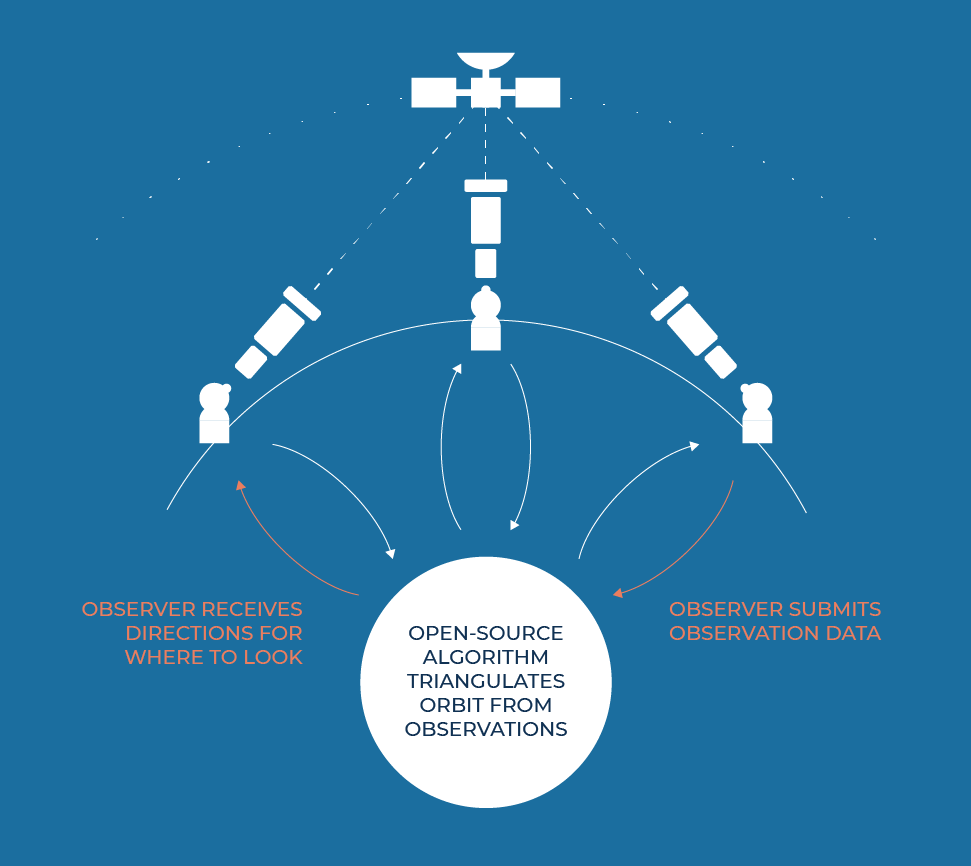 OBSERVER RECEIVES
DIRECTIONS FOR
WHERE TO LOOK
OPEN-SOURCE
ALGORITHM
TRIANGULATES
ORBIT FROM
OBSERVATIONS
OBSERVER SUBMITS
OBSERVATION DATA